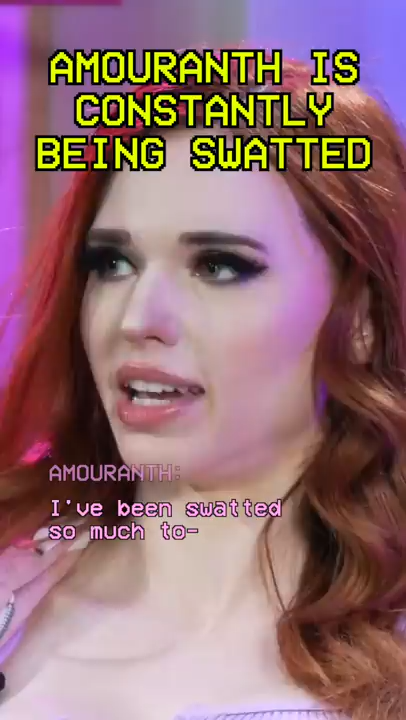 AMOURANTH IS
CONSTANTLY
BEING SWATTED
AMOURANTH:
I've been swatted
so much to-